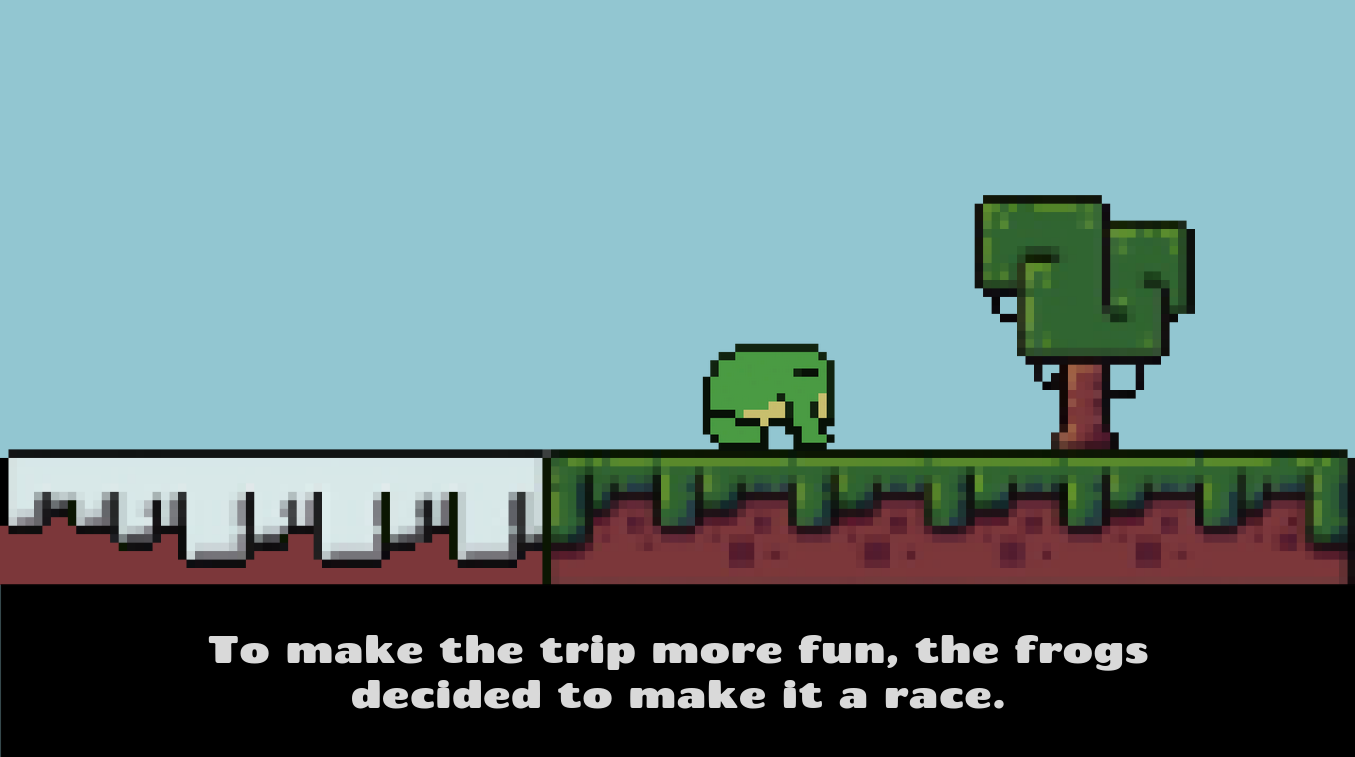 To make the trip more fun, the frogs
decided to make it a race.